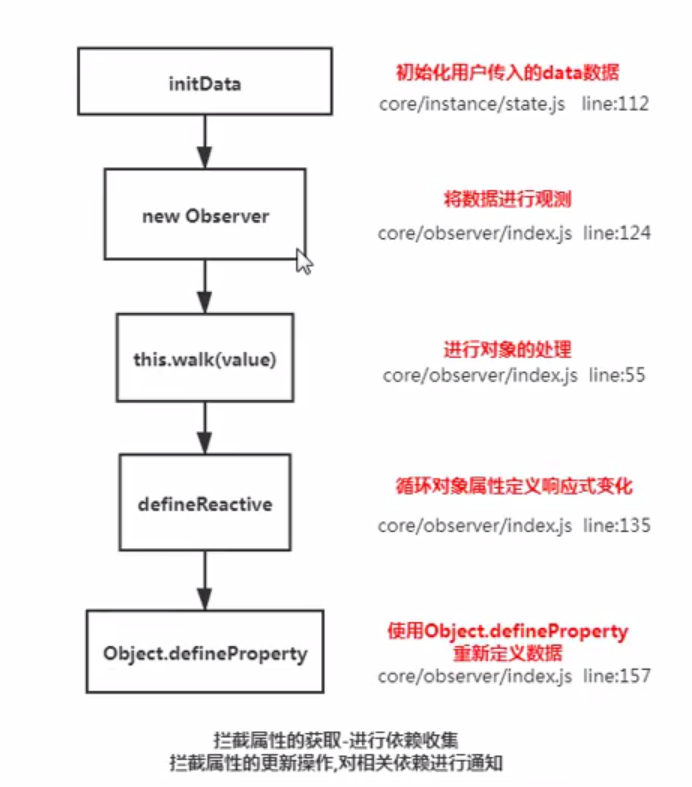 initData
初始化用户传入的data数据
core/instance/state.js line:112
new Observer
将数据进行观测
core/observer/index.js line:124
this.walk(value)
进行对象的处理
core/observer/index.js line:55
defineReactive
循环对象属性定义响应式变化
core/observer/index.js line:135
Object.defineProperty
使用Object.defineProperty
重新定义数据
core/observer/index.js line:157
拦截属性的获取-进行依赖收集
拦截属性的更新操作,对相关依赖进行通知